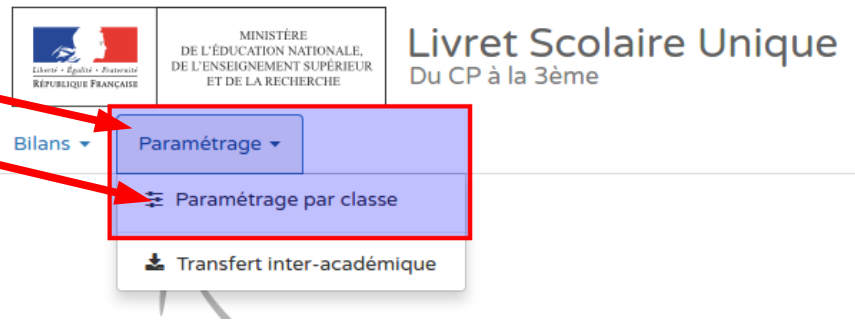 Liberté • Égalité • Fraternité
RÉPUBLIQUE FRANÇAISE
MINISTÈRE
DE L'ÉDUCATION NATIONALE,
DE L'ENSEIGNEMENT SUPÉRIEUR
ET DE LA RECHERCHE
Livret Scolaire Unique
Du CP à la 3ème
Bilans
Paramétrage
Paramétrage par classe
Transfert inter-académique